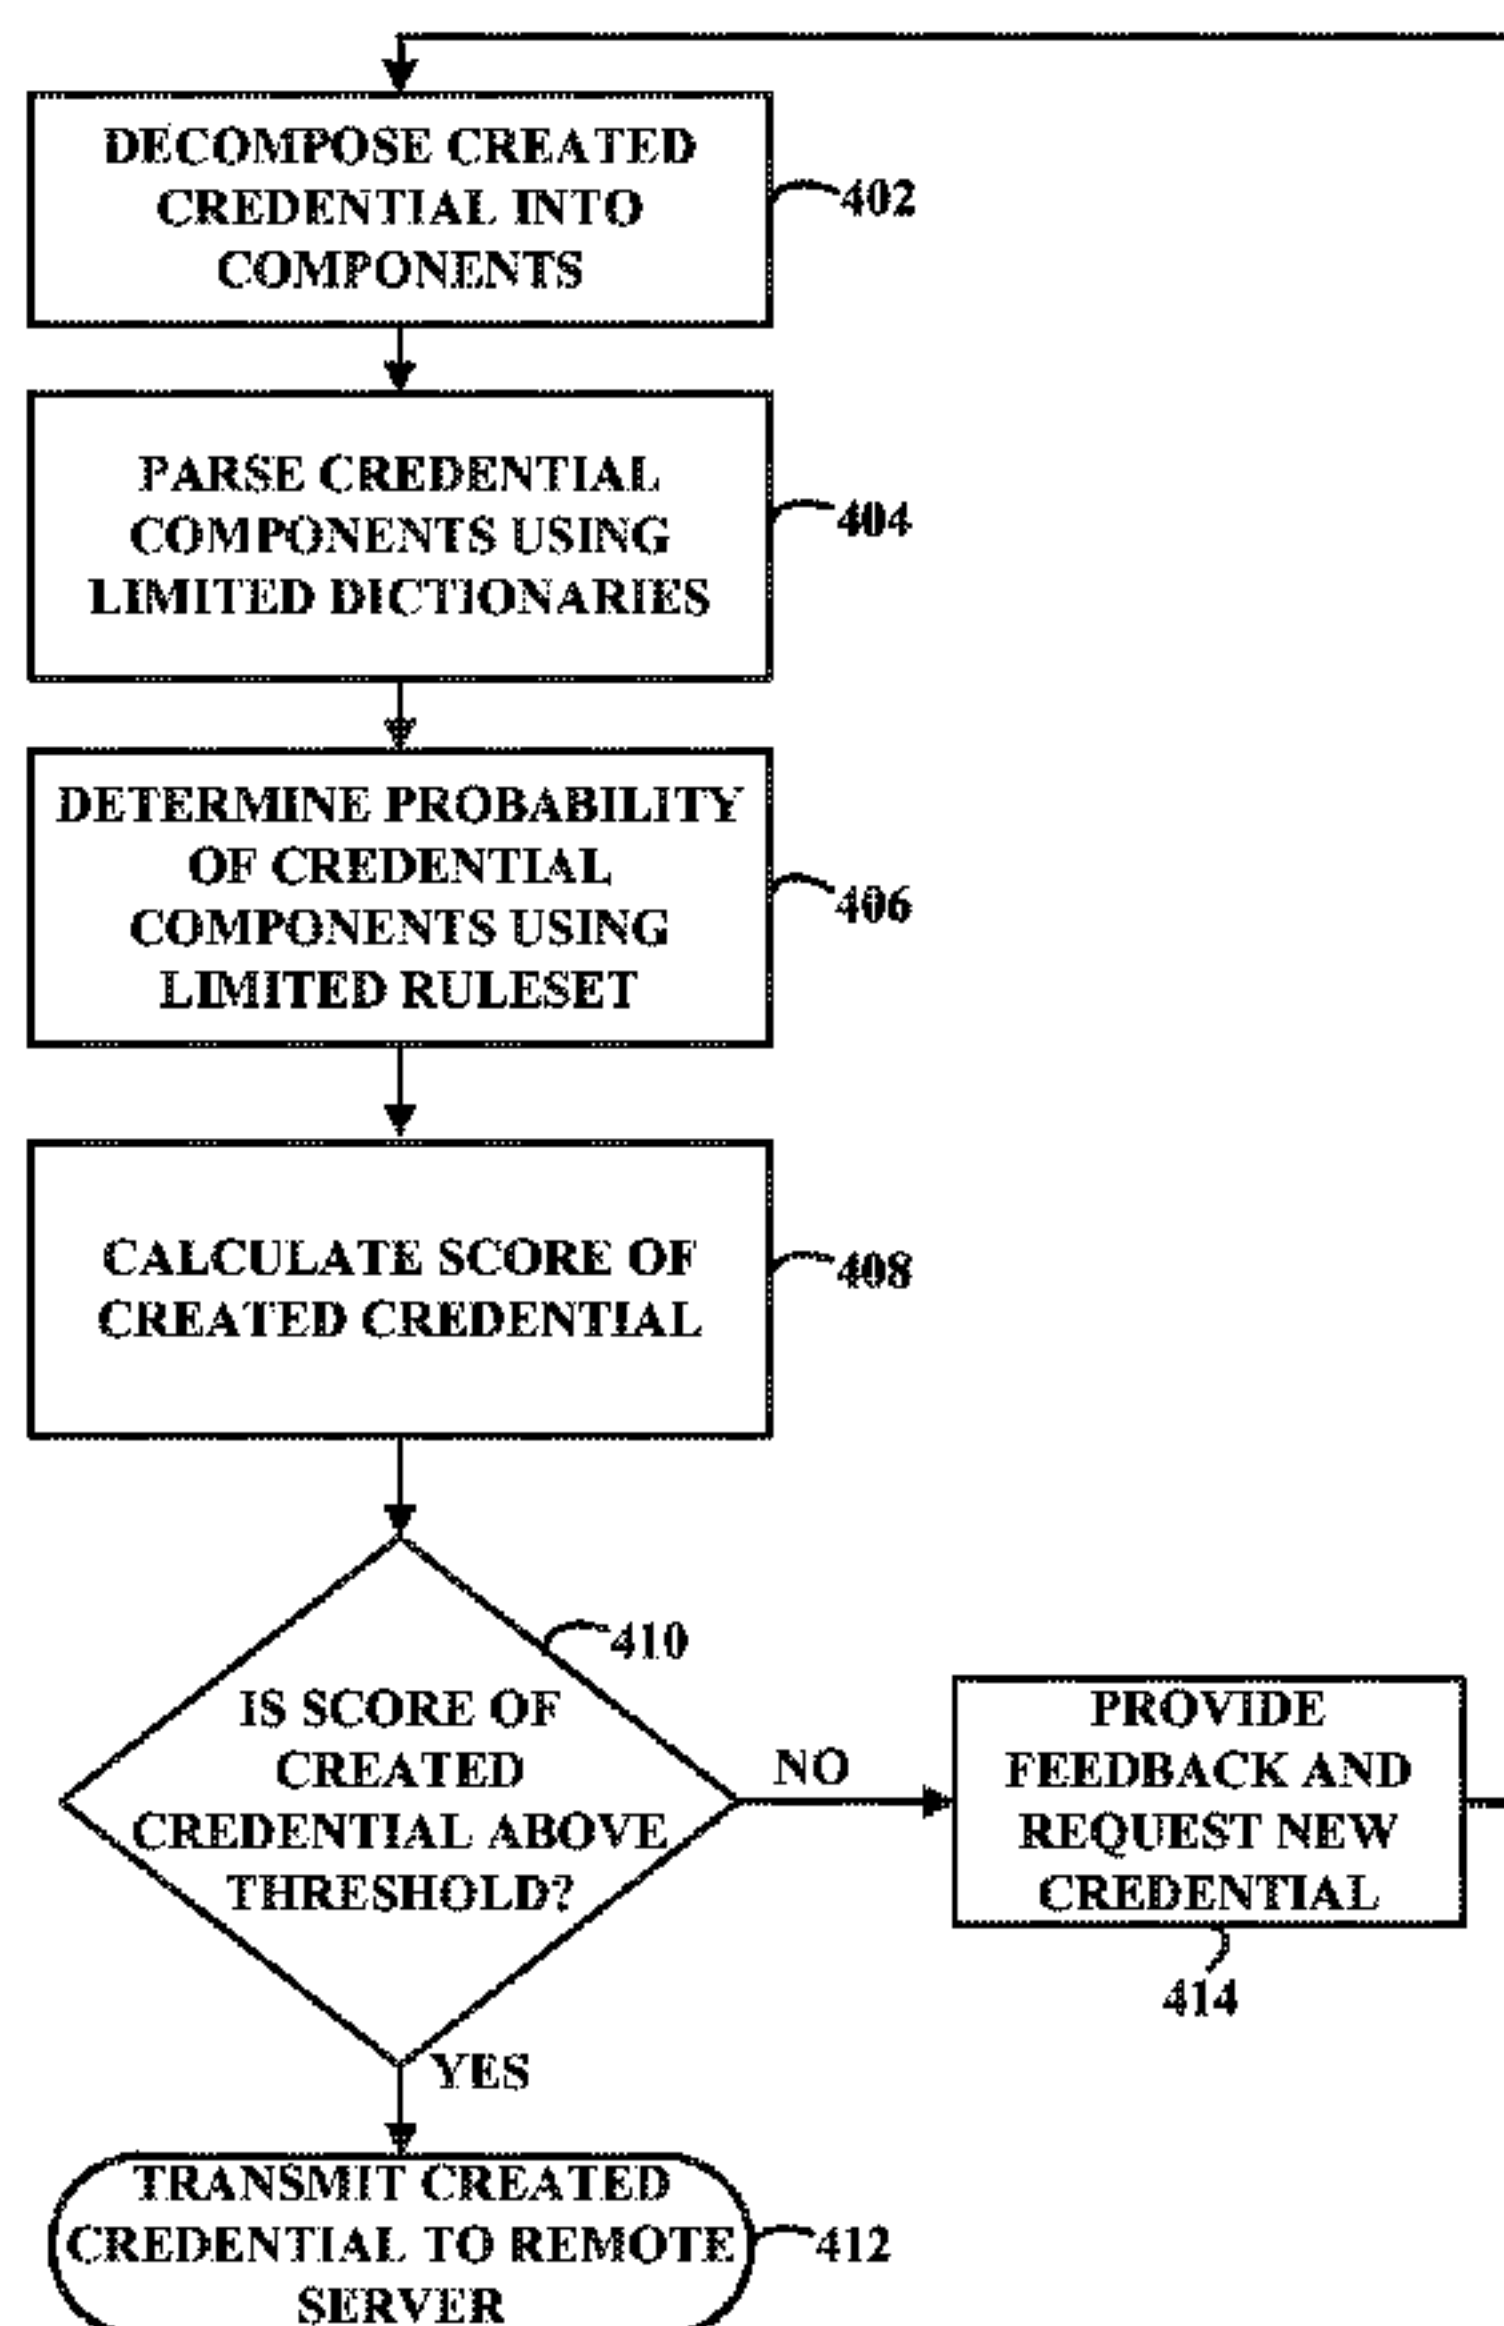 DECOMPOSE CREATED
CREDENTIAL INTO
COMPONENTS
402
PARSE CREDENTIAL
COMPONENTS USING
LIMITED DICTIONARIES
404
DETERMINE PROBABILITY
OF CREDENTIAL
COMPONENTS USING
LIMITED RULESET
406
CALCULATE SCORE OF
CREATED CREDENTIAL
408
410
IS SCORE OF
CREATED
CREDENTIAL ABOVE
THRESHOLD?
NO
PROVIDE
FEEDBACK AND
REQUEST NEW
CREDENTIAL
414
YES
TRANSMIT CREATED
CREDENTIAL TO REMOTE
SERVER
412